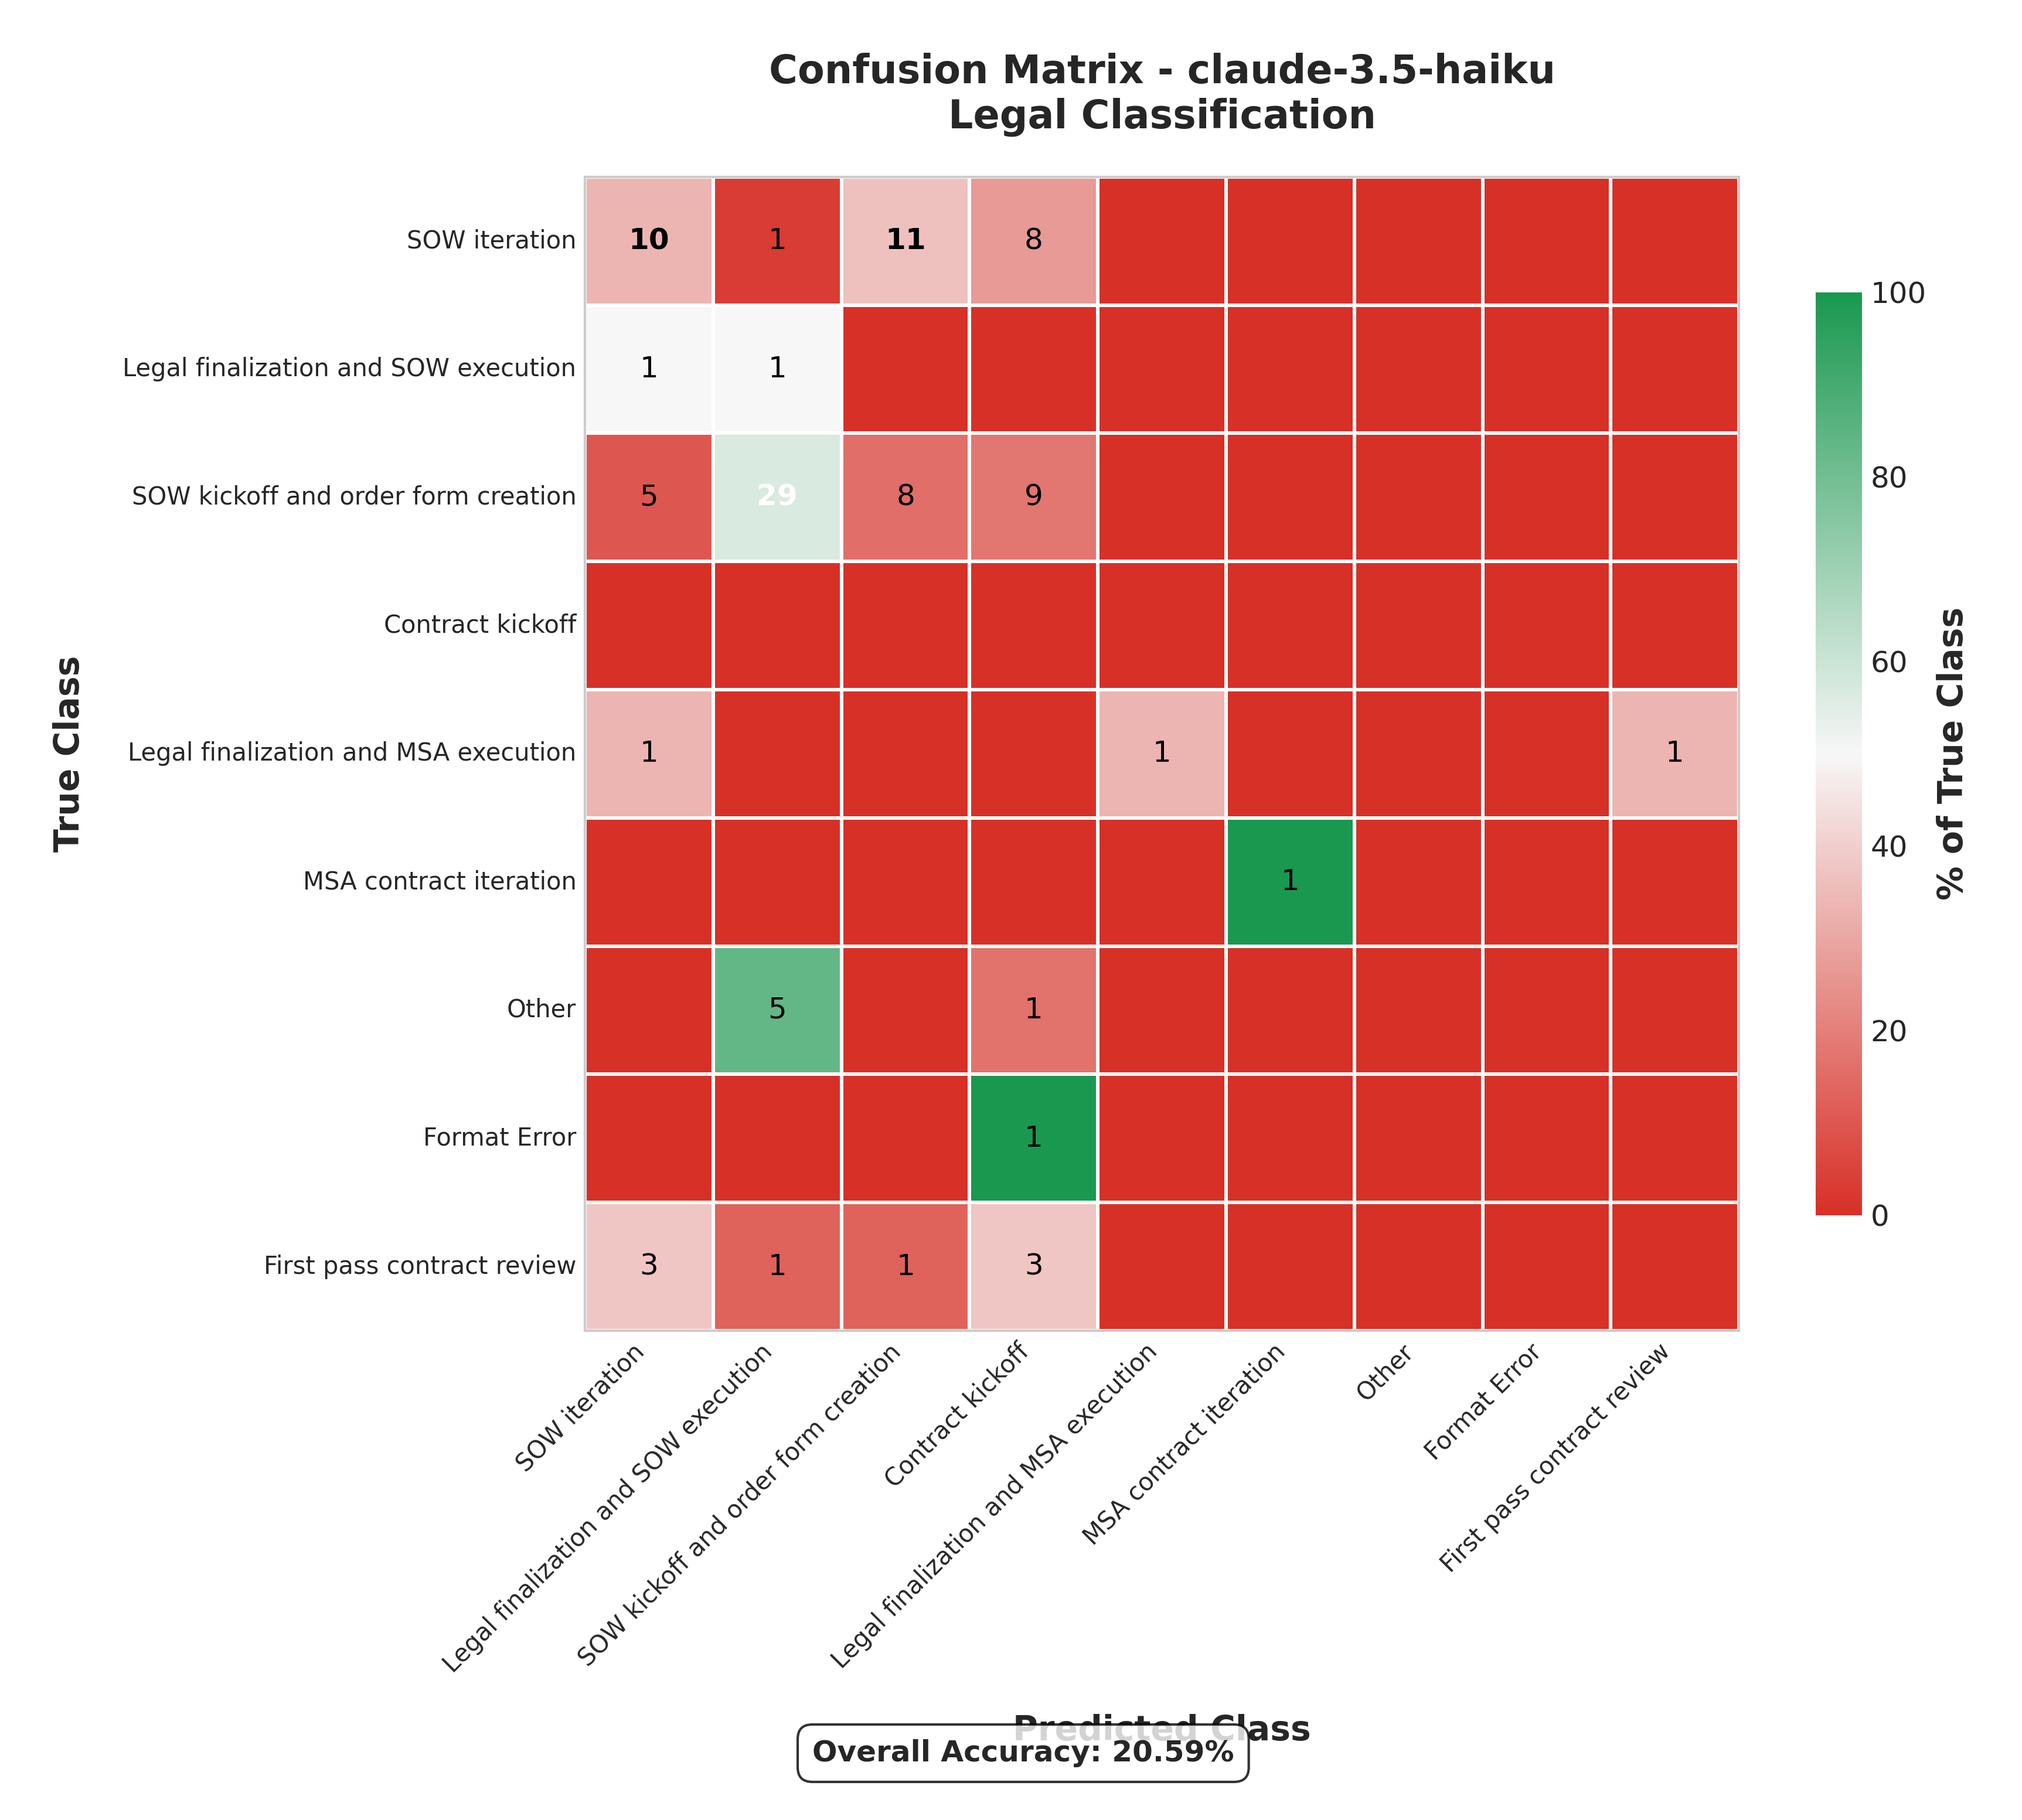 Confusion Matrix - claude-3.5-haiku
Legal Classification
True Class
SOW iteration 10 1 11 8
Legal finalization and SOW execution 1 1
SOW kickoff and order form creation 5 29 8 9
Contract kickoff
Legal finalization and MSA execution 1 1 1
MSA contract iteration 1
Other 5 1
Format Error 1
First pass contract review 3 1 1 3
SOW iteration
Legal finalization and SOW execution
SOW kickoff and order form creation
Contract kickoff
Legal finalization and MSA execution
MSA contract iteration
Other
Format Error
First pass contract review
Predicted Class
Overall Accuracy: 20.59%
100
80
60
40
20
0
% of True Class